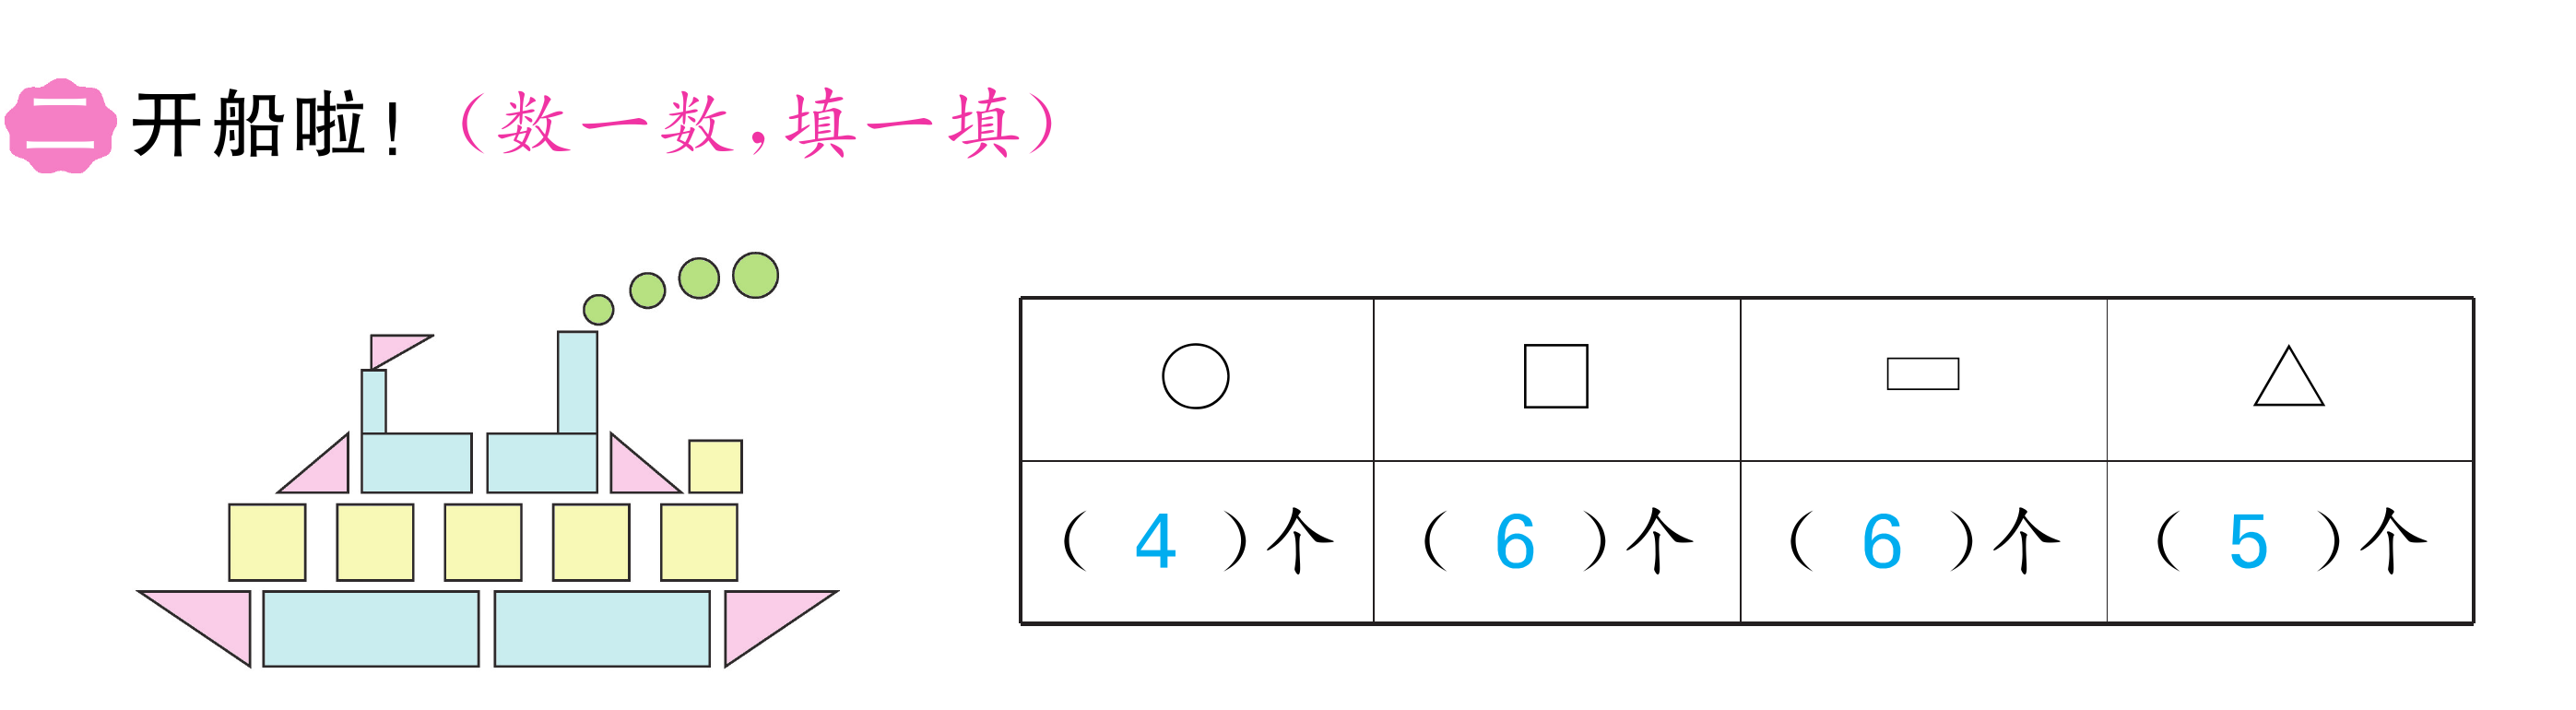 二 开船啦！（数一数，填一填）
（ 4 ）个 （ 6 ）个 （ 6 ）个 （ 5 ）个